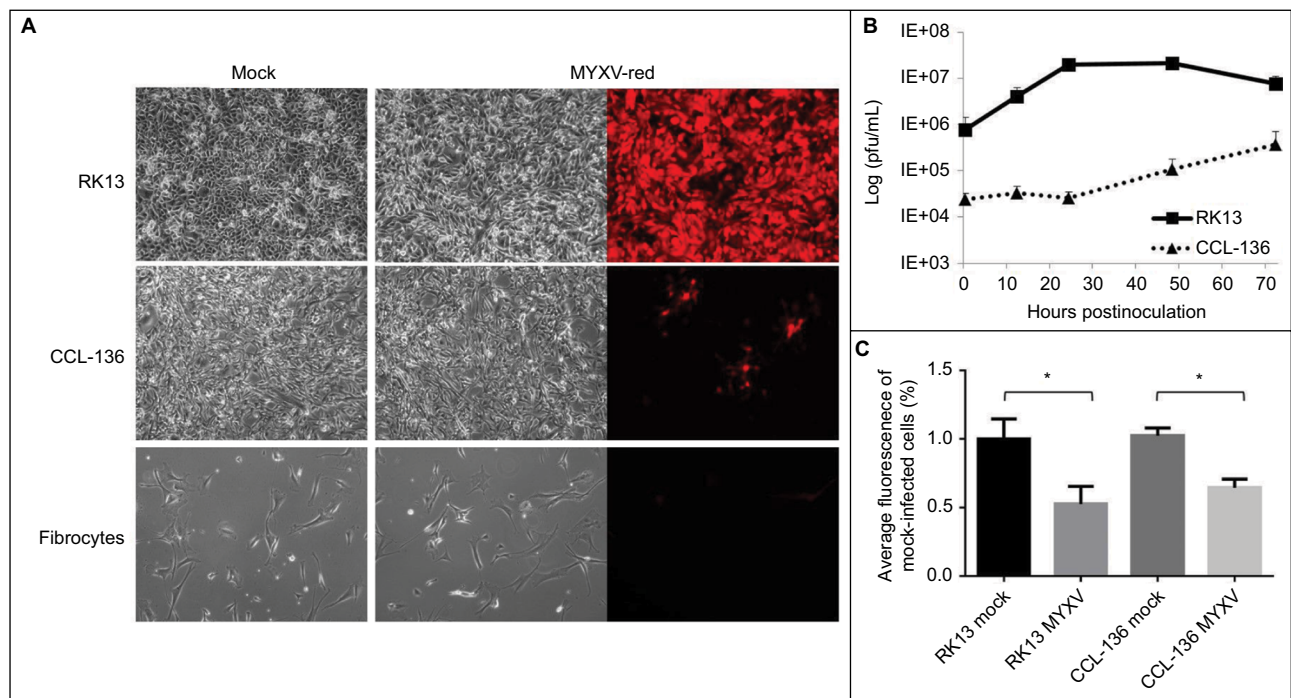 A
Mock
MYXV-red
RK13
CCL-136
Fibrocytes
B
Log (pfu/mL)
IE+08
IE+07
IE+06
IE+05
IE+04
IE+03
RK13
CCL-136
0 10 20 30 40 50 60 70
Hours postinoculation
C
Average fluorescenece of
mock-infected cells (%)
1.5
1.0
0.5
0.0
*
*
RK13 mock
RK13 MYXV
CCL-136 mock
CCL-136 MYXV